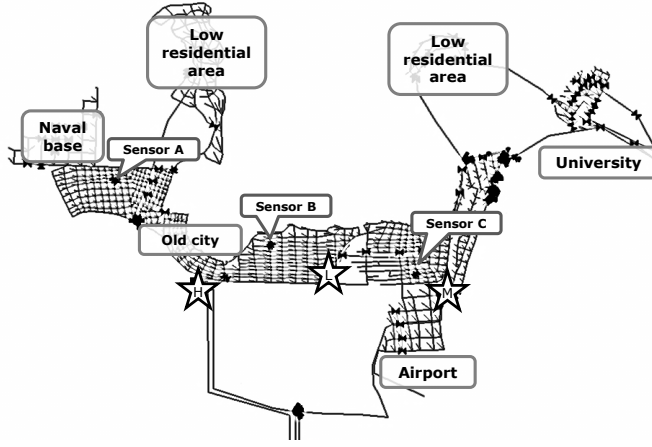 Low
residential
area
Low
residential
area
Naval
base
Sensor A
University
Sensor B
Sensor C
Old city
H
L
M
Airport